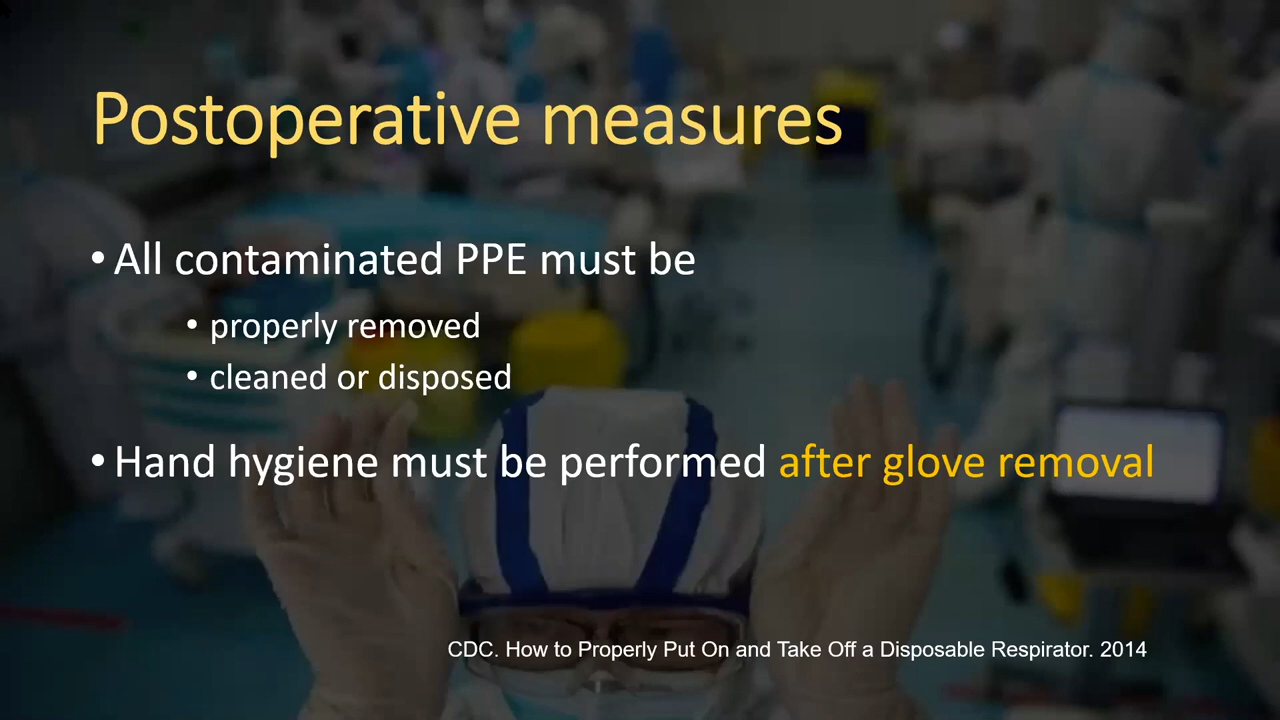 Postoperative measures
• All contaminated PPE must be
• properly removed
• cleaned or disposed
• Hand hygiene must be performed after glove removal
CDC. How to Properly Put On and Take Off a Disposable Respirator. 2014